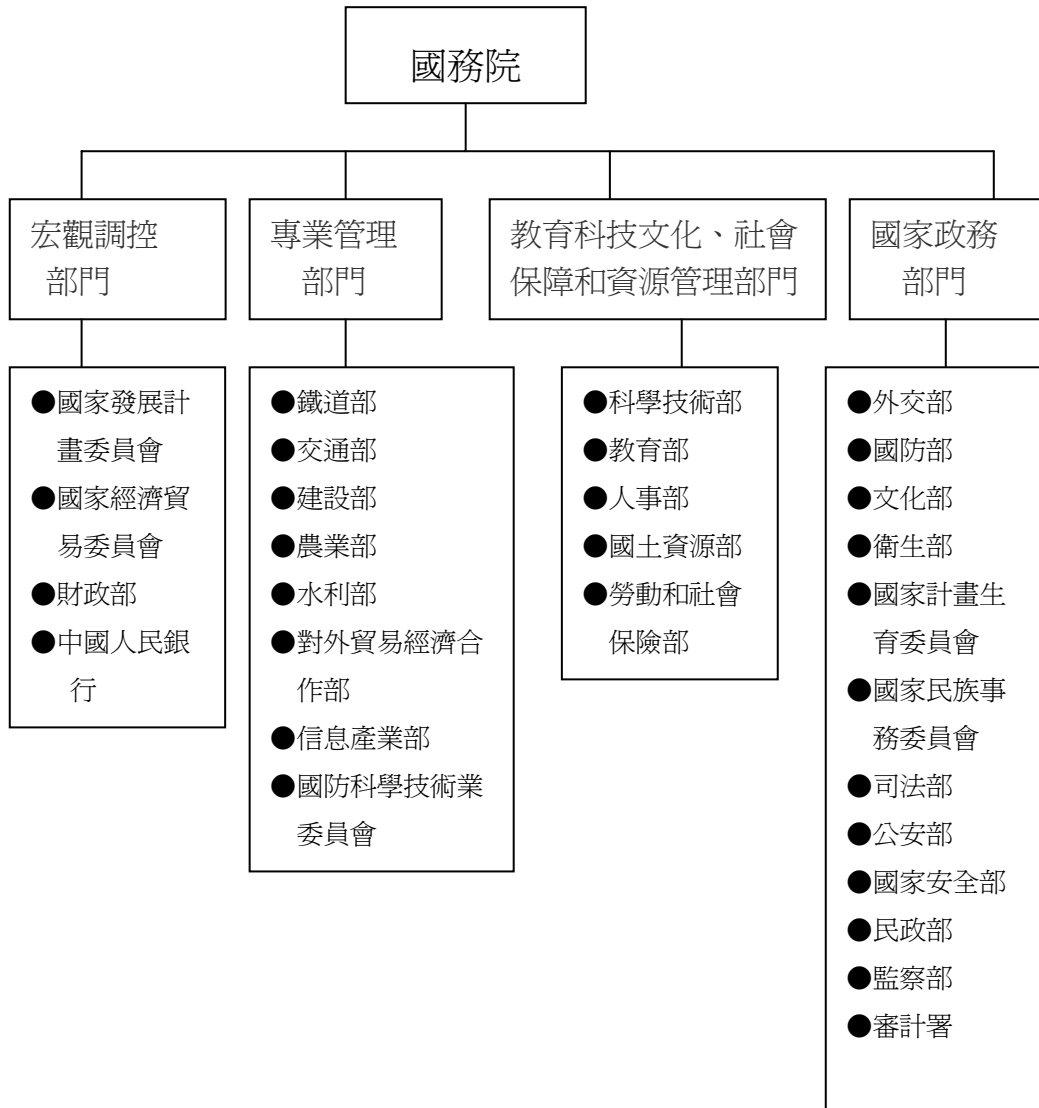 國務院
宏觀調控
部門
專業管理
部門
教育科技文化、社會
保障和資源管理部門
國家政務
部門
●國家發展計
畫委員會
●國家經濟貿
易委員會
●財政部
●中國人民銀
行
●鐵道部
●交通部
●建設部
●農業部
●水利部
●對外貿易經濟合
作部
●信息產業部
●國防科學技術業
委員會
●科學技術部
●教育部
●人事部
●國土資源部
●勞動和社會
保險部
●外交部
●國防部
●文化部
●衛生部
●國家計畫生
育委員會
●國家民族事
務委員會
●司法部
●公安部
●國家安全部
●民政部
●監察部
●審計署